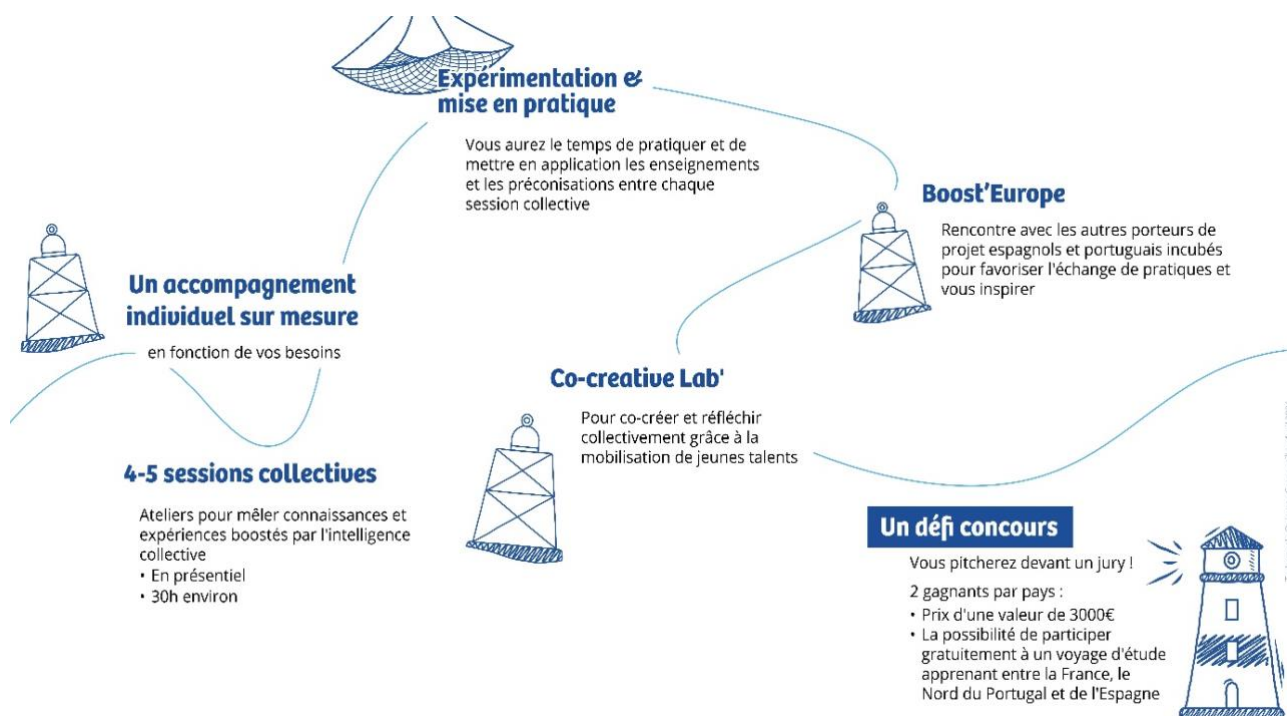 Expérimentation &
mise en pratique
Vous aurez le temps de pratiquer et de
mettre en application les enseignements
et les préconisations entre chaque
session collective
Boost'Europe
Rencontre avec les autres porteurs de
projet espagnols et portuguais incubés
pour favoriser l'échange de pratiques et
vous inspirer
Un accompagnement
individuel sur mesure
en fonction de vos besoins
Co-creative Lab'
Pour co-créer et réfléchir
collectivement grâce à la
mobilisation de jeunes talents
4-5 sessions collectives
Ateliers pour mêler connaissances et
expériences boostés par l'intelligence
collective
• En présentiel
• 30h environ
Un défi concours
Vous pitcherez devant un jury !
2 gagnants par pays :
• Prix d'une valeur de 3000€
• La possibilité de participer
gratuitement à un voyage d'étude
apprenant entre la France, le
Nord du Portugal et de l'Espagne